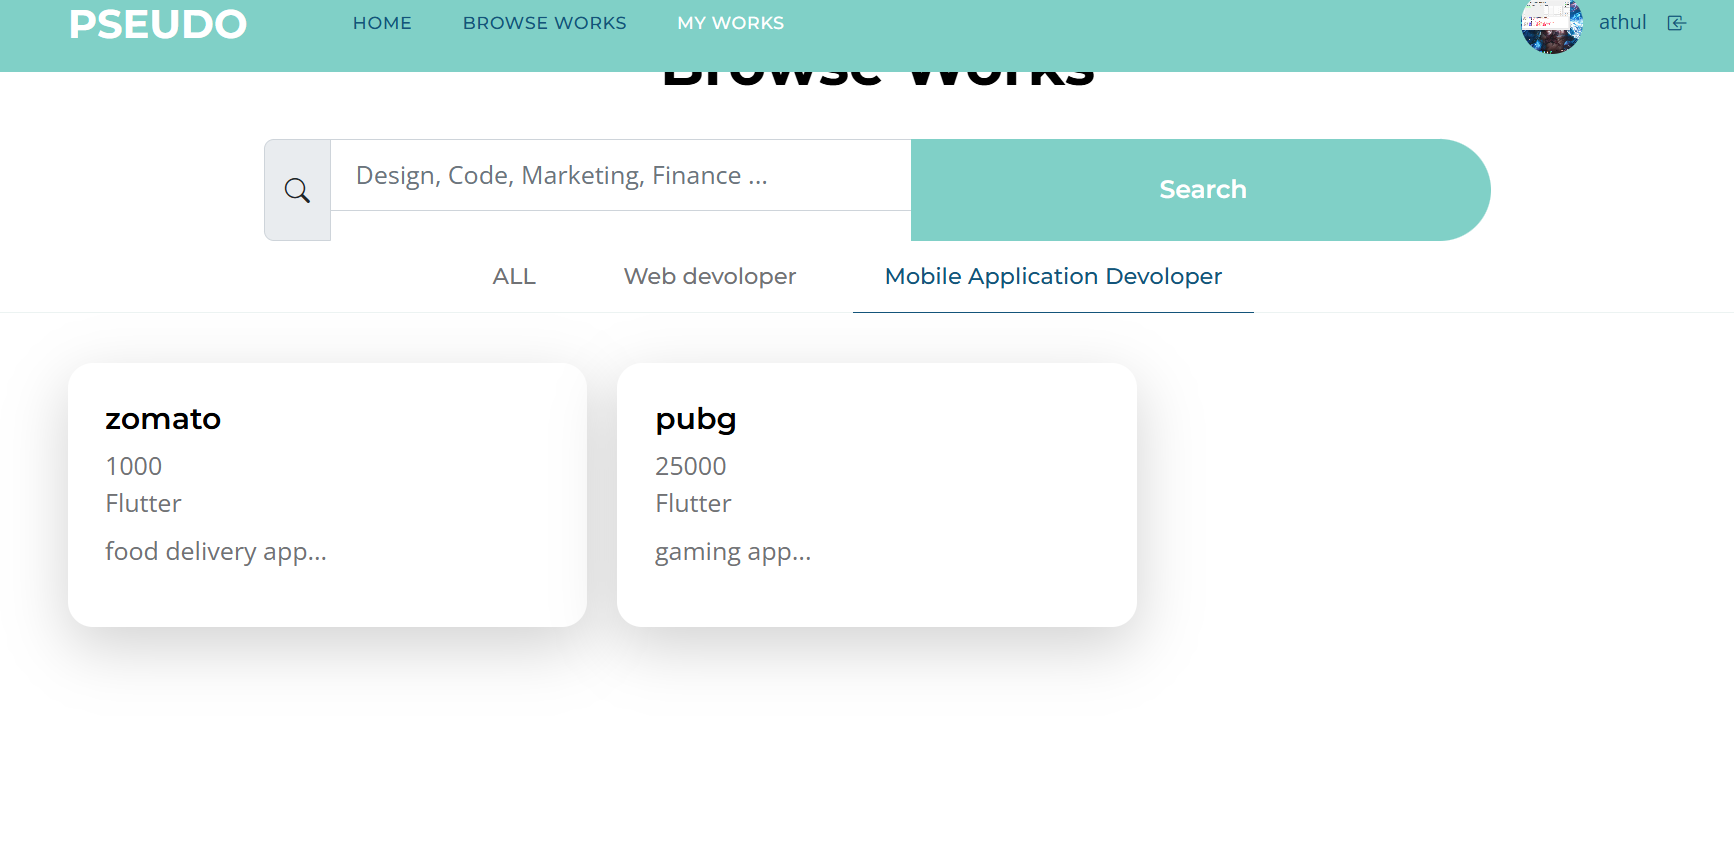 PSEUDO HOME BROWSE WORKS MY WORKS athul
Browse Works
Design, Code, Marketing, Finance ... Search
ALL Web devoloper Mobile Application Devoloper
zomato
1000
Flutter
food delivery app...
pubg
25000
Flutter
gaming app...